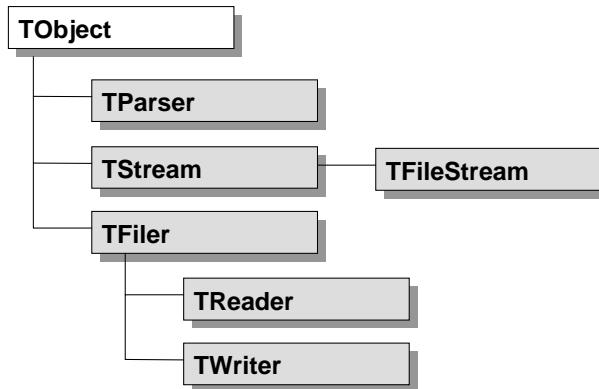 TObject
TParser
TStream
TFileStream
TFiler
TReader
TWriter